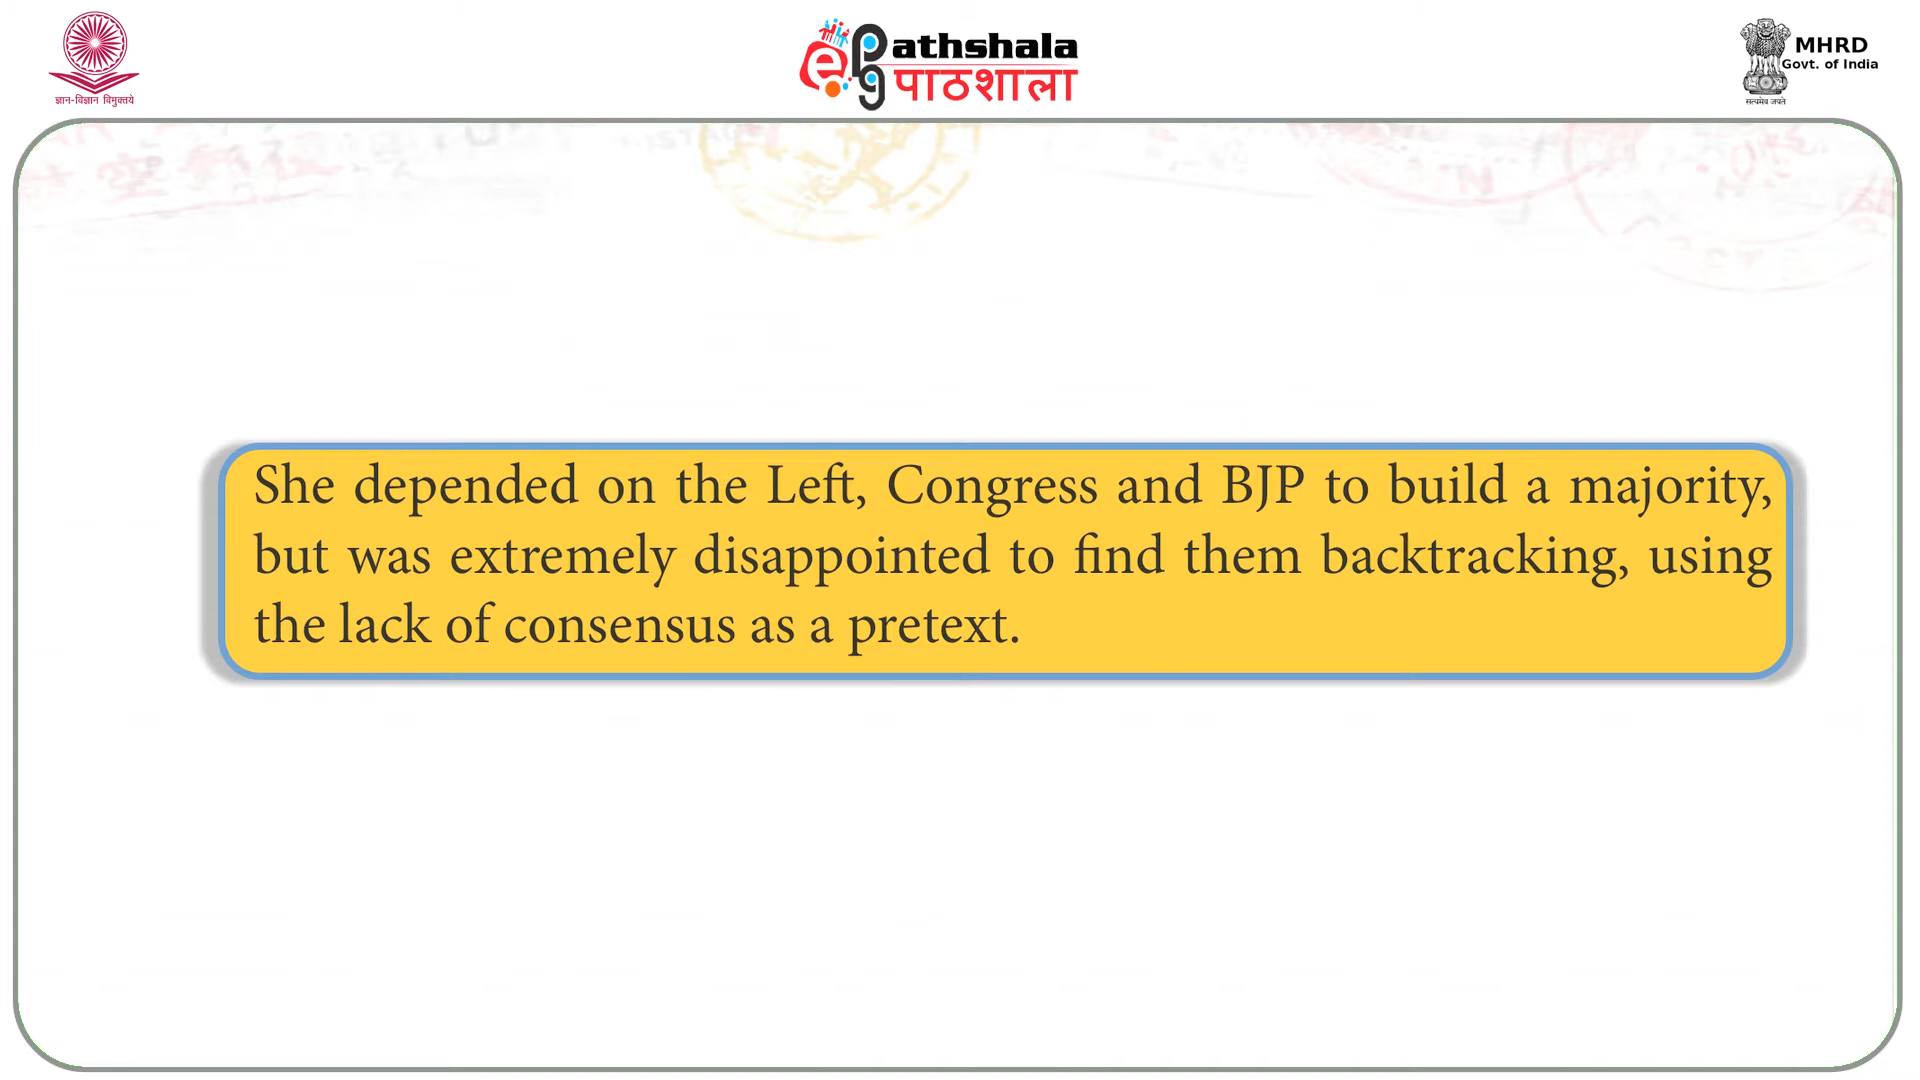 ज्ञान-विज्ञान विमुक्तये
Pathshala
पाठशाला
MHRD
Govt. of India
सत्यमेव जयते
She depended on the Left, Congress and BJP to build a majority,
but was extremely disappointed to find them backtracking, using
the lack of consensus as a pretext.